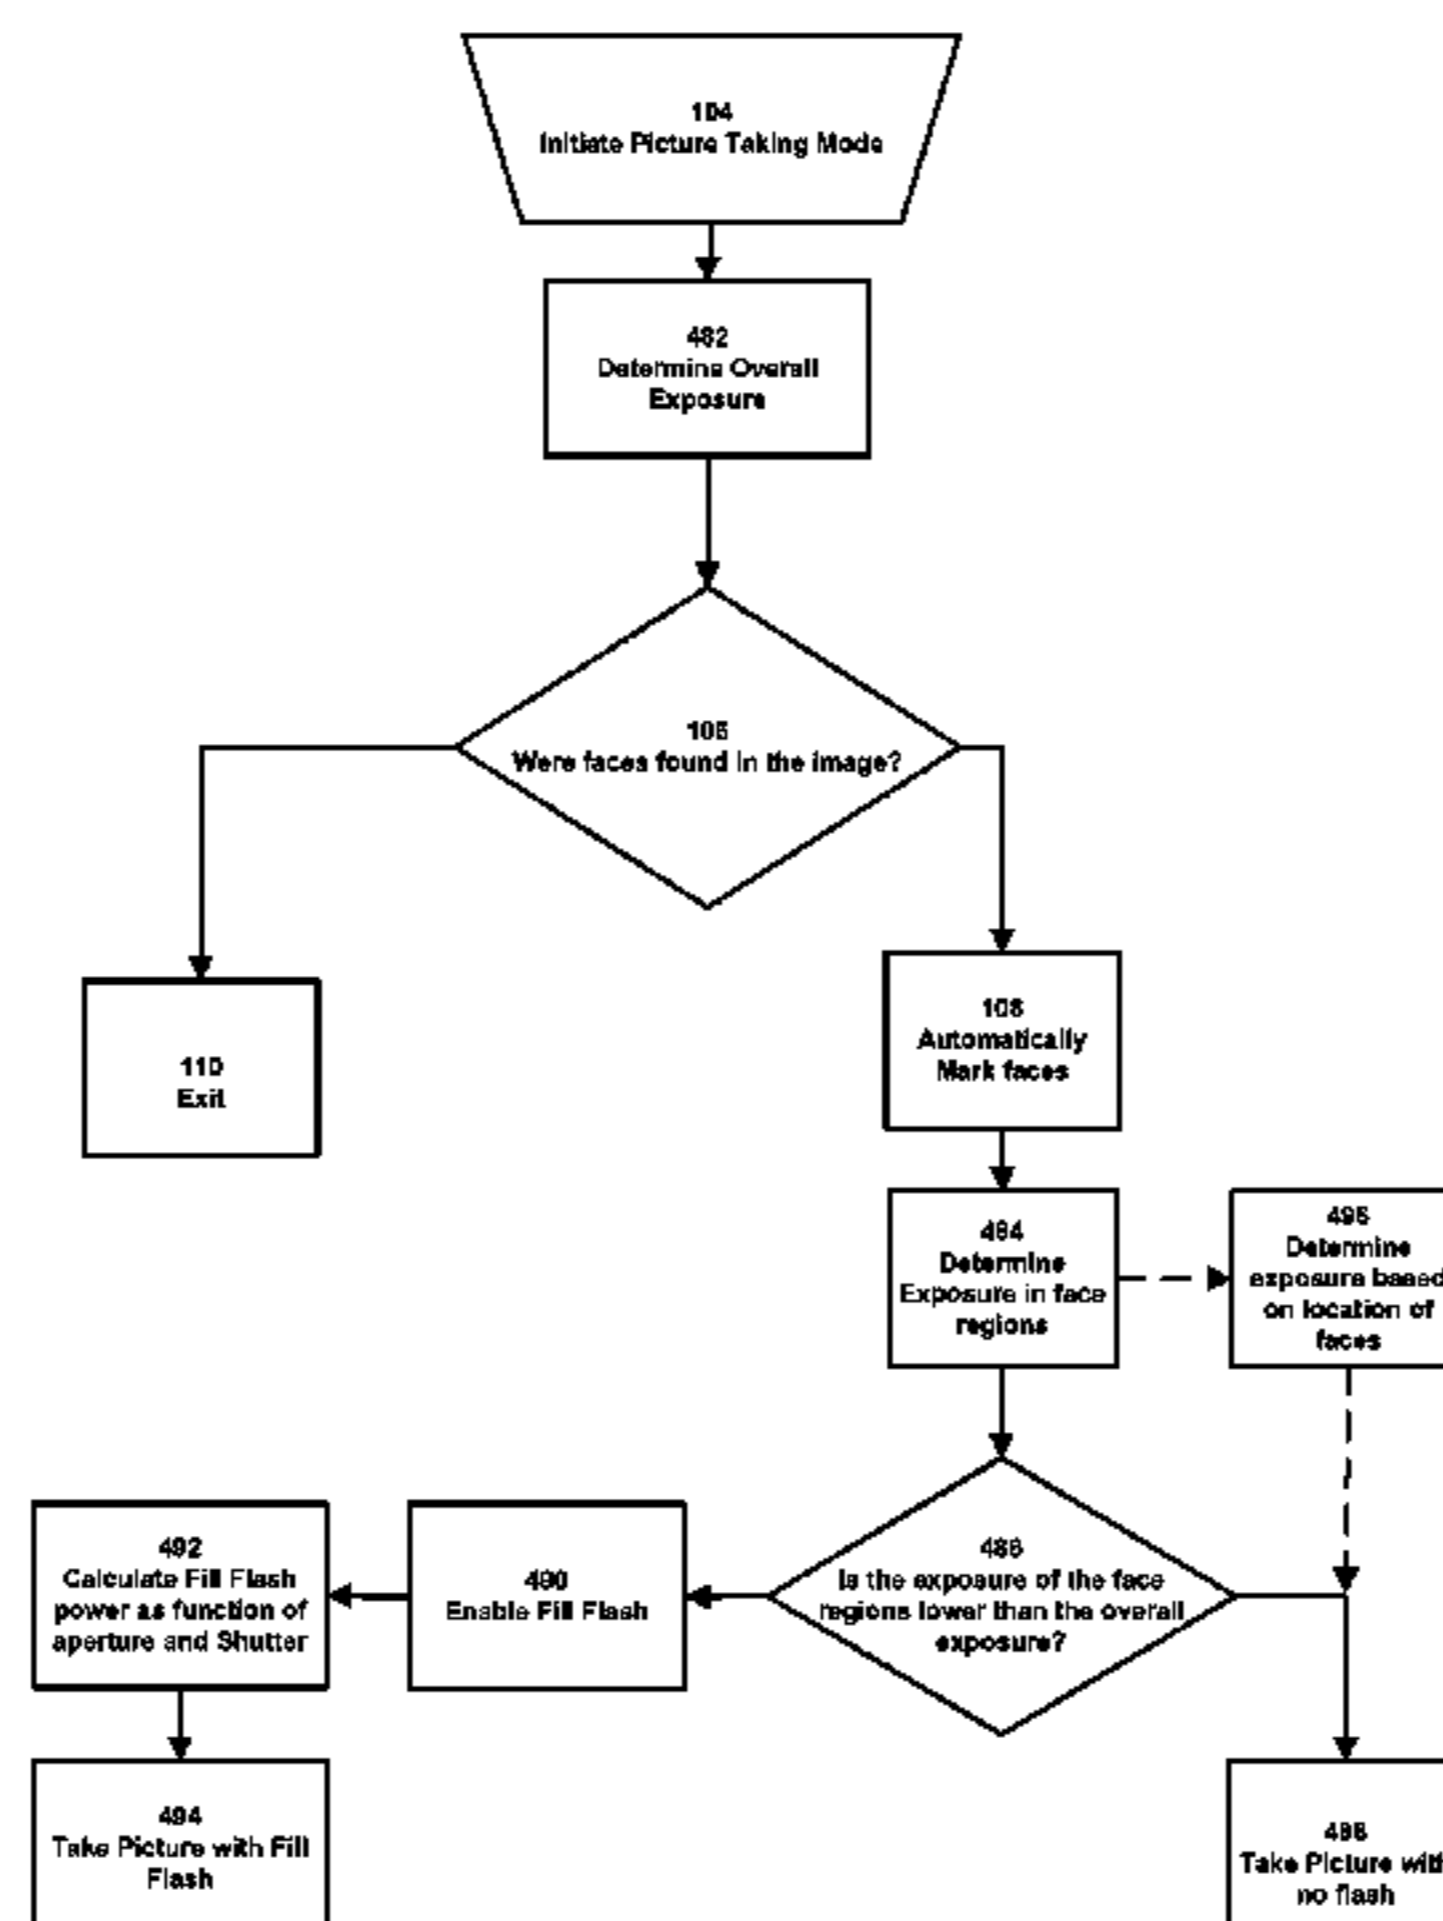 104
Initiate Picture Taking Mode
482
Determine Overall
Exposure
106
Were faces found in the image?
110
Exit
108
Automatically
Mark faces
484
Determine
Exposure in face
regions
Determine
exposure based
on location of
faces
486
Is the exposure of the face
regions lower than the overall
exposure?
490
Enable Fill Flash
492
Calculate Fill Flash
power as function of
aperture and Shutter
494
Take Picture with Fill
Flash
Take Picture with
no flash